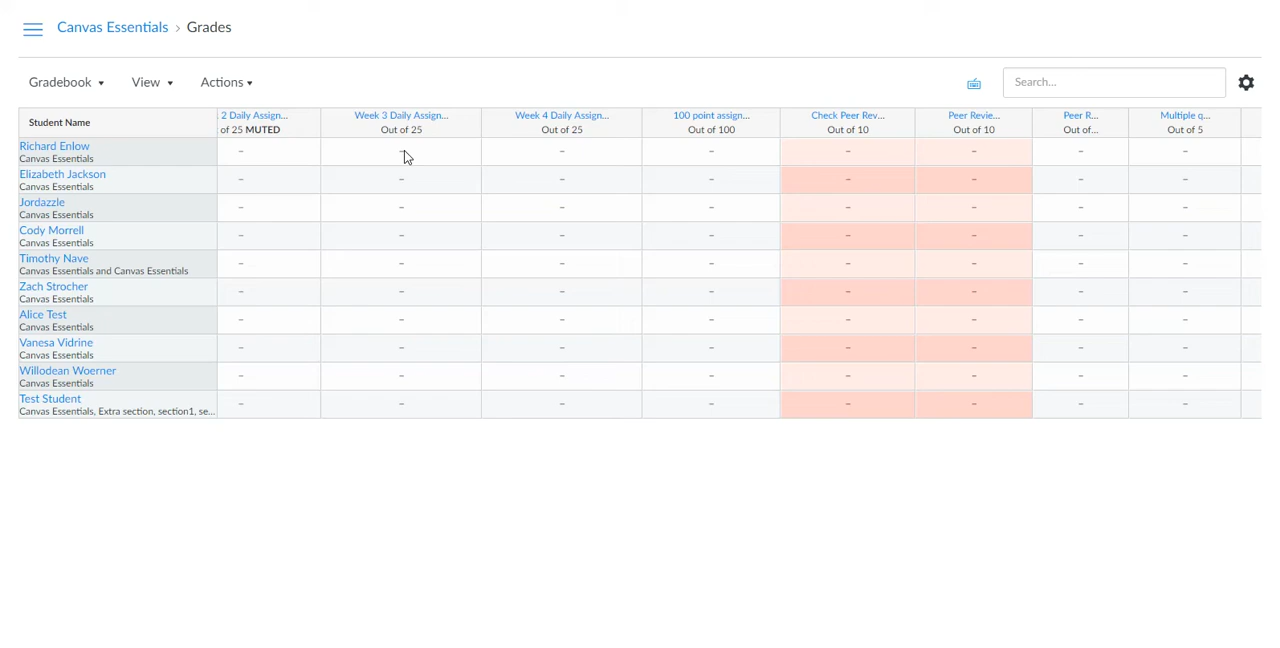 Canvas Essentials › Grades
Gradebook ▾ View ▾ Actions ▾ Search...
Student Name 2 Daily Assign... Week 3 Daily Assign... Week 4 Daily Assign... 100 point assign... Check Peer Rev... Peer Revie... Peer R... Multiple q...
of 25 MUTED Out of 25 Out of 25 Out of 100 Out of 10 Out of 10 Out of... Out of 5
Richard Enlow – – – – – – – –
Canvas Essentials
Elizabeth Jackson – – – – – – – –
Canvas Essentials
Jordazzle – – – – – – – –
Canvas Essentials
Cody Morrell – – – – – – – –
Canvas Essentials
Timothy Nave – – – – – – – –
Canvas Essentials and Canvas Essentials
Zach Strocher – – – – – – – –
Canvas Essentials
Alice Test – – – – – – – –
Canvas Essentials
Vanesa Vidrine – – – – – – – –
Canvas Essentials
Willodean Woerner – – – – – – – –
Canvas Essentials
Test Student – – – – – – – –
Canvas Essentials, Extra section, section1, se...